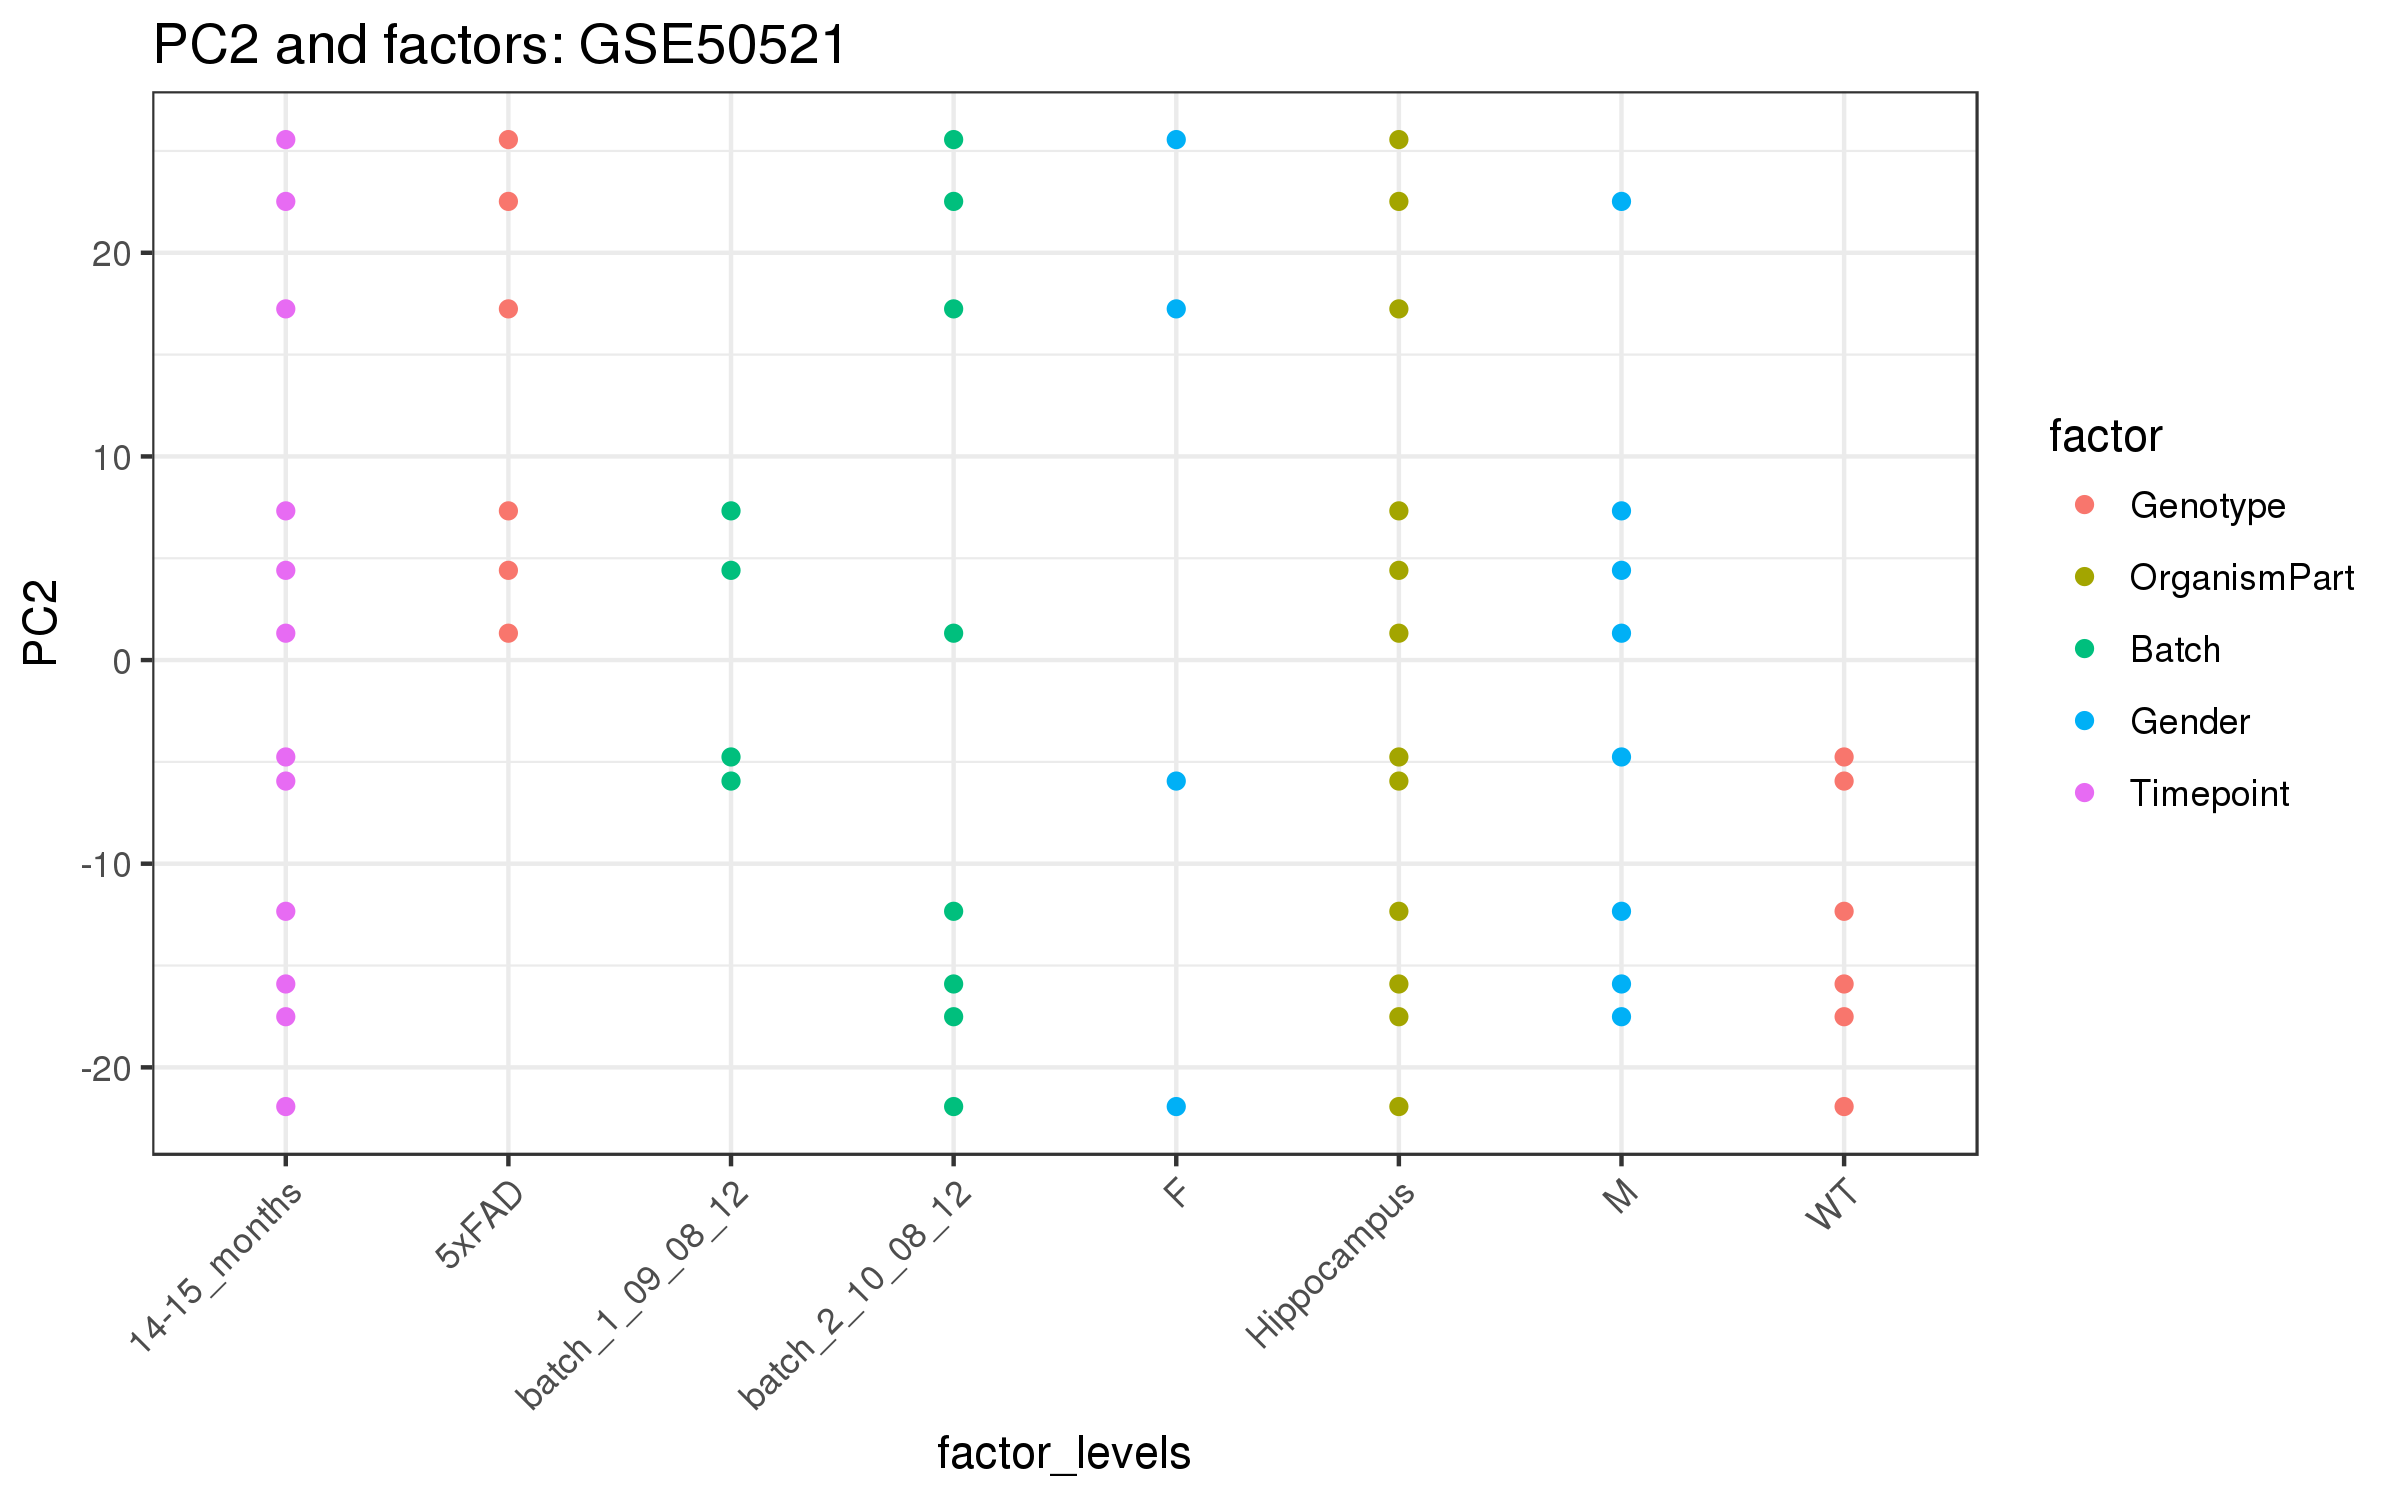 PC2 and factors: GSE50521
PC2
20
10
0
-10
-20
14-15_months
5xFAD
batch_1_09_08_12
batch_2_10_08_12
F
Hippocampus
M
WT
factor_levels
factor
Genotype
OrganismPart
Batch
Gender
Timepoint